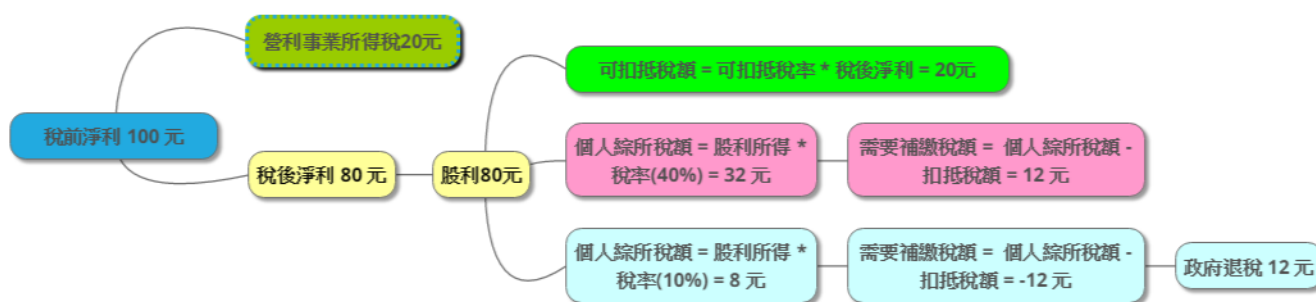 營利事業所得稅20元
可扣抵稅額 = 可扣抵稅率 * 稅後淨利 = 20元
稅前淨利 100 元
稅後淨利 80 元
股利80元
個人綜所稅額 = 股利所得 *
稅率(40%) = 32 元
需要補繳稅額 = 個人綜所稅額 -
扣抵稅額 = 12 元
個人綜所稅額 = 股利所得 *
稅率(10%) = 8 元
需要補繳稅額 = 個人綜所稅額 -
扣抵稅額 = -12 元
政府退稅 12 元